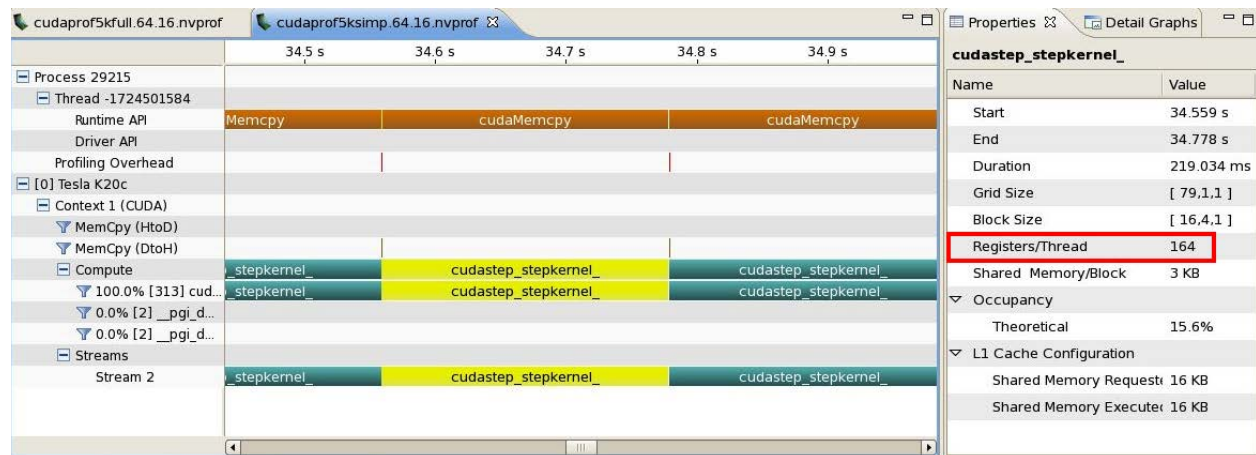 cudaprof5kfull.64.16.nvprof cudaprof5ksimp.64.16.nvprof
34.5 s 34.6 s 34.7 s 34.8 s 34.9 s
Process 29215
Thread -1724501584
Runtime API Memcpy cudaMemcpy cudaMemcpy
Driver API
Profiling Overhead
[0] Tesla K20c
Context 1 (CUDA)
MemCpy (HtoD)
MemCpy (DtoH)
Compute _stepkernel_ cudastep_stepkernel_ cudastep_stepkernel_
100.0% [313] cud... _stepkernel_ cudastep_stepkernel_ cudastep_stepkernel_
0.0% [2] __pgi_d...
0.0% [2] __pgi_d...
Streams
Stream 2 _stepkernel_ cudastep_stepkernel_ cudastep_stepkernel_
Properties Detail Graphs
cudastep_stepkernel_
Name Value
Start 34.559 s
End 34.778 s
Duration 219.034 ms
Grid Size [ 79,1,1 ]
Block Size [ 16,4,1 ]
Registers/Thread 164
Shared Memory/Block 3 KB
Occupancy
Theoretical 15.6%
L1 Cache Configuration
Shared Memory Requeste 16 KB
Shared Memory Executed 16 KB